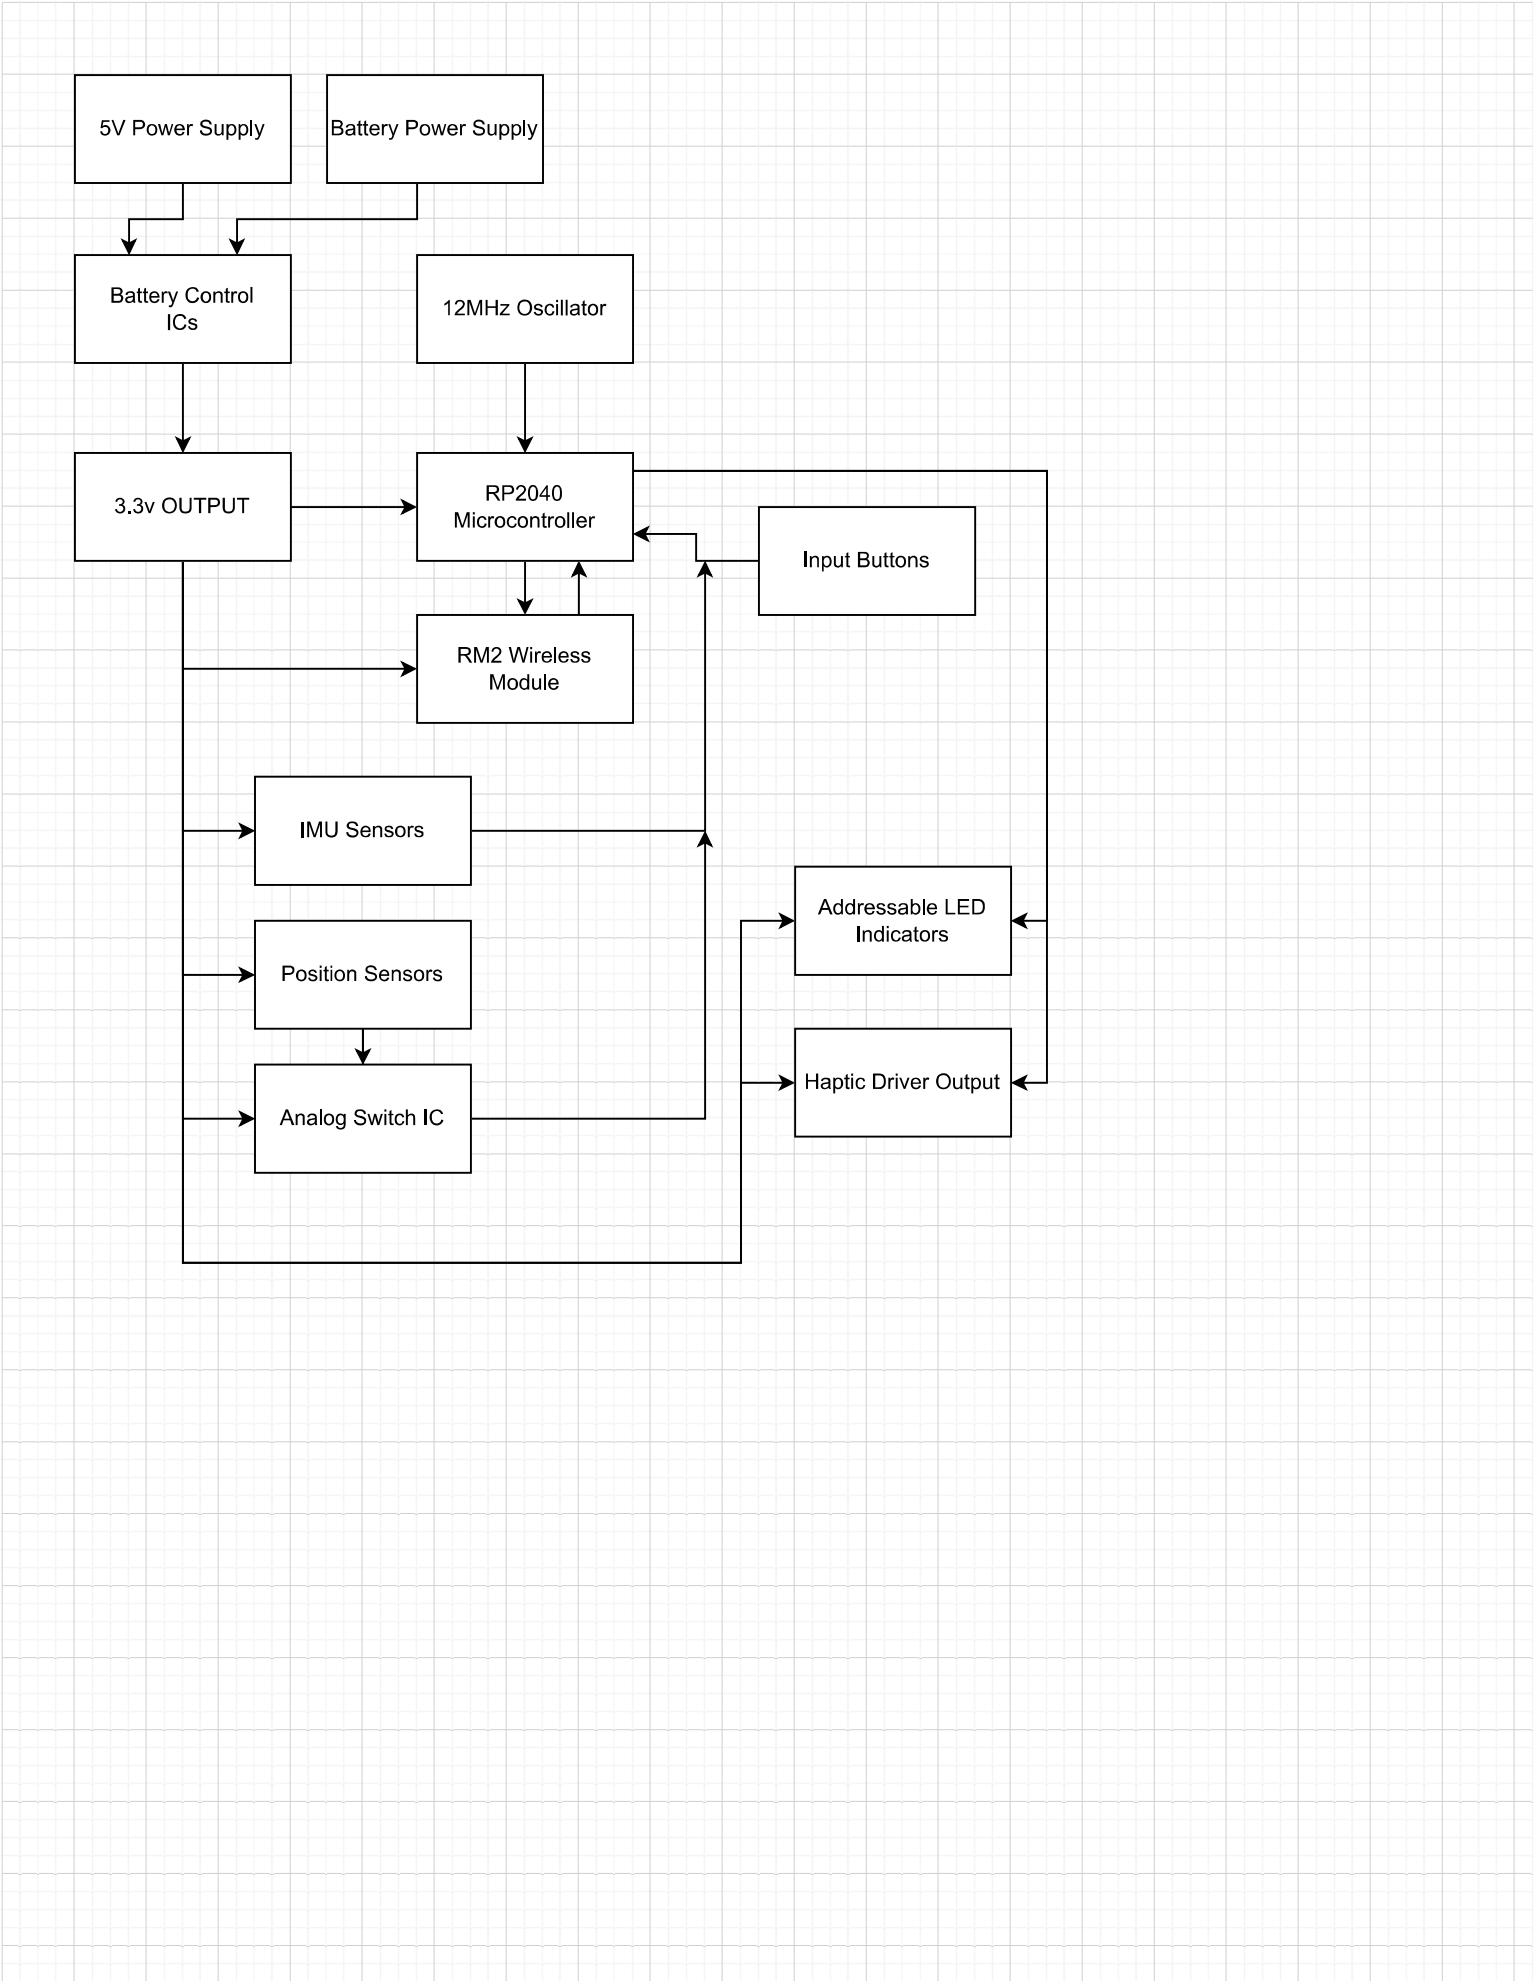 5V Power Supply
Battery Power Supply
Battery Control
ICs
12MHz Oscillator
3.3v OUTPUT
RP2040
Microcontroller
Input Buttons
RM2 Wireless
Module
IMU Sensors
Addressable LED
Indicators
Position Sensors
Haptic Driver Output
Analog Switch IC